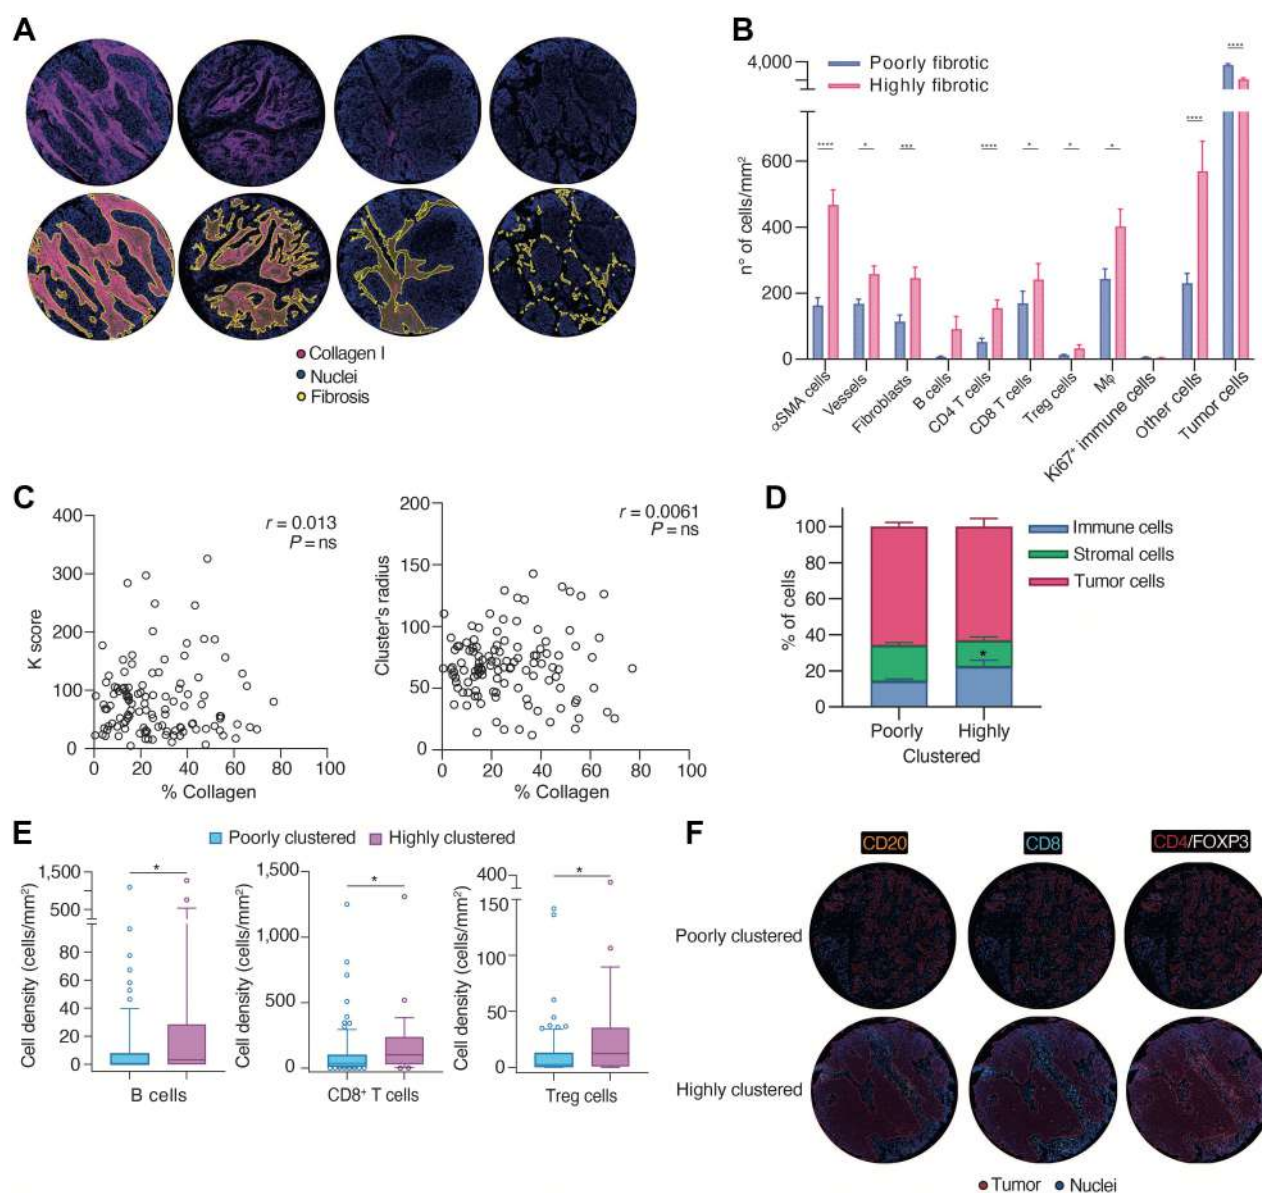 A
Collagen I
Nuclei
Fibrosis
B
Poorly fibrotic
Highly fibrotic
n° of cells/mm²
4,000
600
400
200
0
**** * *** **** * * * **** ****
αSMA cells
Vessels
Fibroblasts
B cells
CD4 T cells
CD8 T cells
Treg cells
Mϕ
Ki67⁺ immune cells
Other cells
Tumor cells
C
K score
400
300
200
100
0
r = 0.013
P = ns
0 20 40 60 80 100
% Collagen
Cluster's radius
200
150
100
50
0
r = 0.0061
P = ns
0 20 40 60 80 100
% Collagen
D
% of cells
100
80
60
40
20
0
*
Immune cells
Stromal cells
Tumor cells
Poorly Highly
Clustered
E
Poorly clustered Highly clustered
Cell density (cells/mm²)
1,500
500
80
60
40
20
0
*
B cells
Cell density (cells/mm²)
1,500
1,000
500
0
*
CD8⁺ T cells
Cell density (cells/mm²)
400
150
100
50
0
*
Treg cells
F
CD20 CD8 CD4/FOXP3
Poorly clustered
Highly clustered
Tumor Nuclei